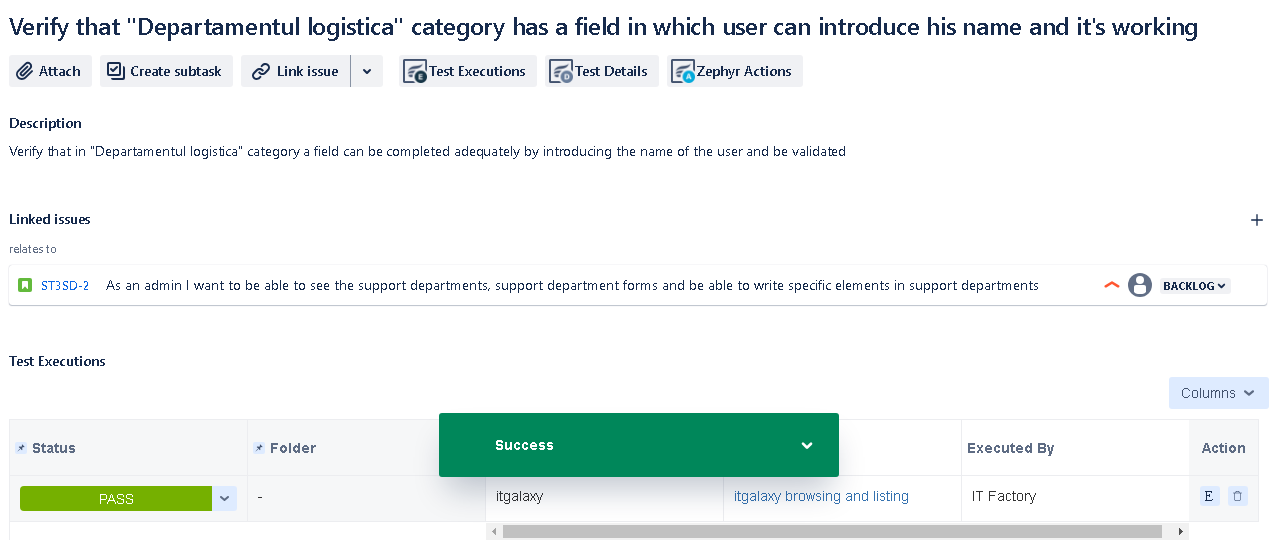 Verify that "Departamentul logistica" category has a field in which user can introduce his name and it's working
Attach Create subtask Link issue Test Executions Test Details Zephyr Actions
Description
Verify that in "Departamentul logistica" category a field can be completed adequately by introducing the name of the user and be validated
Linked issues
relates to
ST3SD-2 As an admin I want to be able to see the support departments, support department forms and be able to write specific elements in support departments BACKLOG
Test Executions
Columns
Status Folder Success Executed By Action
PASS - itgalaxy itgalaxy browsing and listing IT Factory E